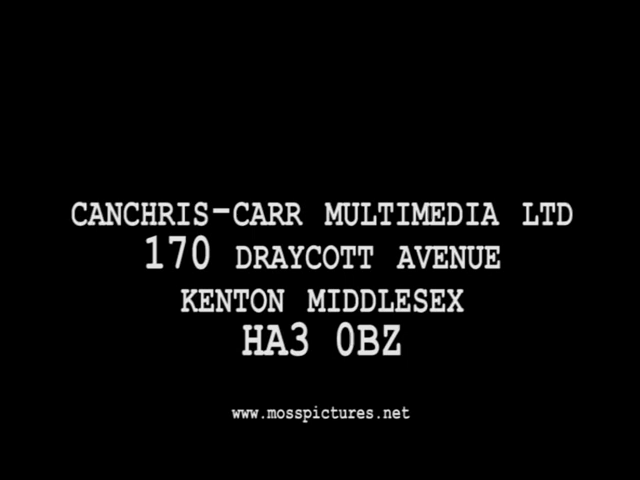 CANCHRIS-CARR MULTIMEDIA LTD
170 DRAYCOTT AVENUE
KENTON MIDDLESEX
HA3 0BZ
www.mosspictures.net